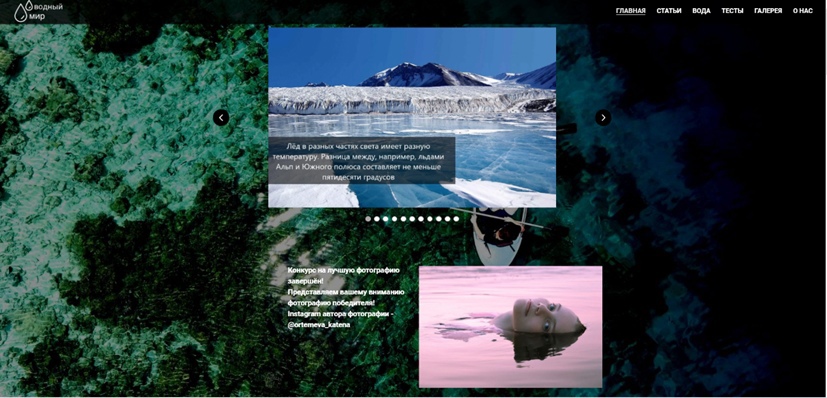 водный
мир
ГЛАВНАЯ СТАТЬИ ВОДА ТЕСТЫ ГАЛЕРЕЯ О НАС
Лёд в разных частях света имеет разную
температуру. Разница между, например, льдами
Альп и Южного полюса составляет не меньше
пятидесяти градусов
Конкурс на лучшую фотографию
завершён!
Представляем вашему вниманию
фотографию победителя!
Instagram автора фотографии -
@ortemeva_katena